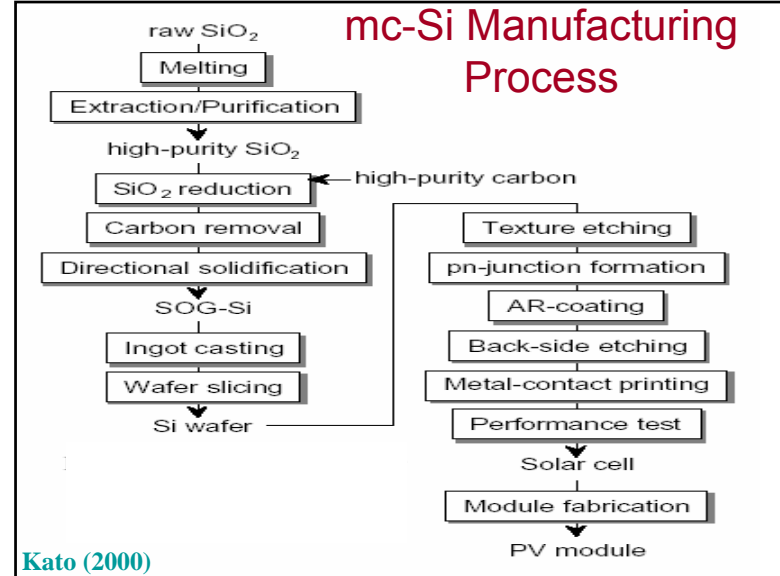 mc-Si Manufacturing
Process
raw SiO₂
Melting
Extraction/Purification
high-purity SiO₂
SiO₂ reduction
high-purity carbon
Carbon removal
Directional solidification
SOG-Si
Ingot casting
Wafer slicing
Si wafer
Texture etching
pn-junction formation
AR-coating
Back-side etching
Metal-contact printing
Performance test
Solar cell
Module fabrication
PV module
Kato (2000)